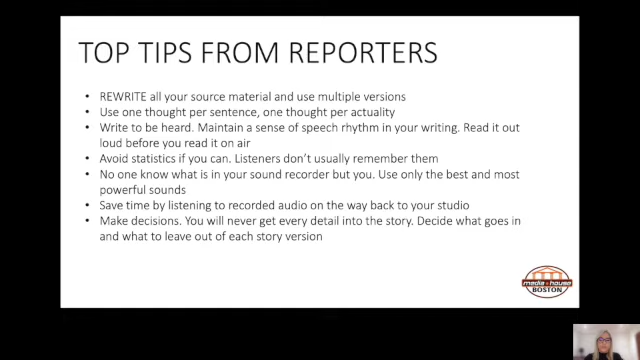 TOP TIPS FROM REPORTERS
• REWRITE all your source material and use multiple versions
• Use one thought per sentence, one thought per actuality
• Write to be heard. Maintain a sense of speech rhythm in your writing. Read it out
loud before you read it on air
• Avoid statistics if you can. Listeners don't usually remember them
• No one know what is in your sound recorder but you. Use only the best and most
powerful sounds
• Save time by listening to recorded audio on the way back to your studio
• Make decisions. You will never get every detail into the story. Decide what goes in
and what to leave out of each story version
media house
BOSTON